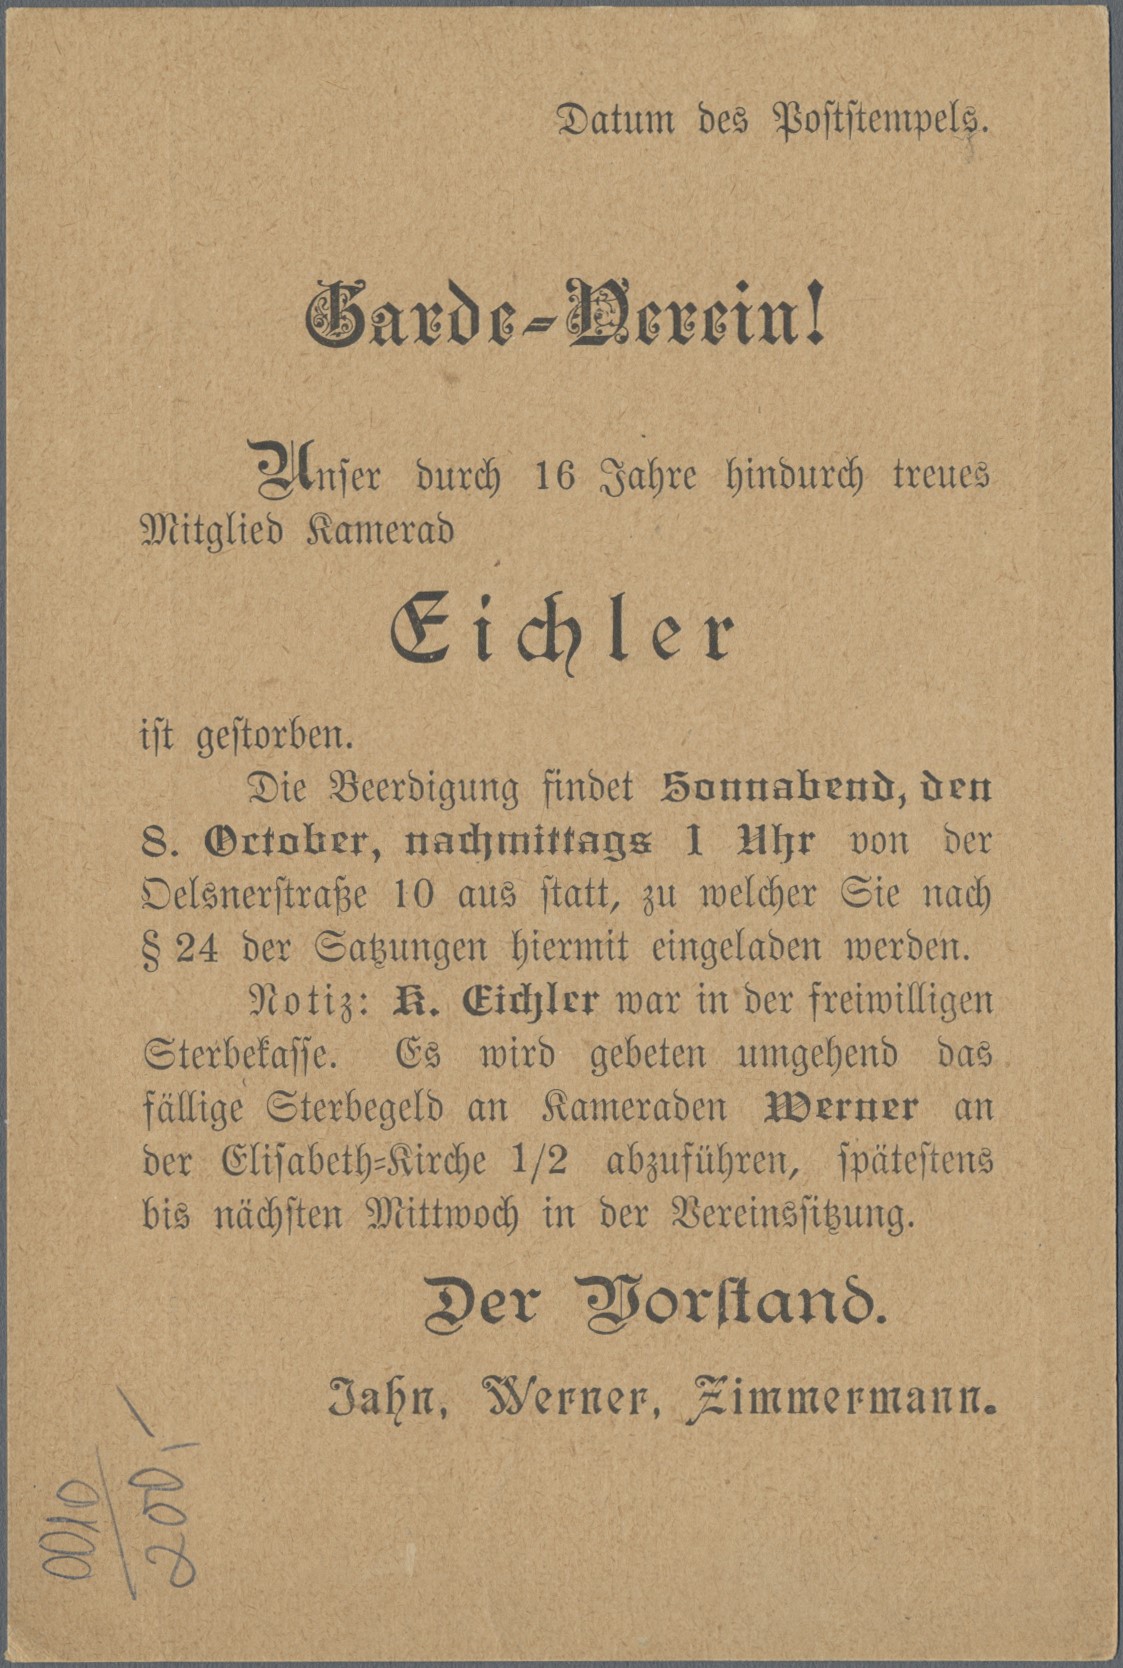 Datum des Poststempels.
Garde-Verein!
Unser durch 16 Jahre hindurch treues
Mitglied Kamerad
Eichler
ist gestorben.
Die Beerdigung findet Sonnabend, den
8. October, nachmittags 1 Uhr von der
Oelsnerstraße 10 aus statt, zu welcher Sie nach
§ 24 der Satzungen hiermit eingeladen werden.
Notiz: K. Eichler war in der freiwilligen
Sterbekasse. Es wird gebeten umgehend das
fällige Sterbegeld an Kameraden Werner an
der Elisabeth-Kirche 1/2 abzuführen, spätestens
bis nächsten Mittwoch in der Vereinssitzung.
Der Vorstand.
Jahn, Werner, Zimmermann.
200,-